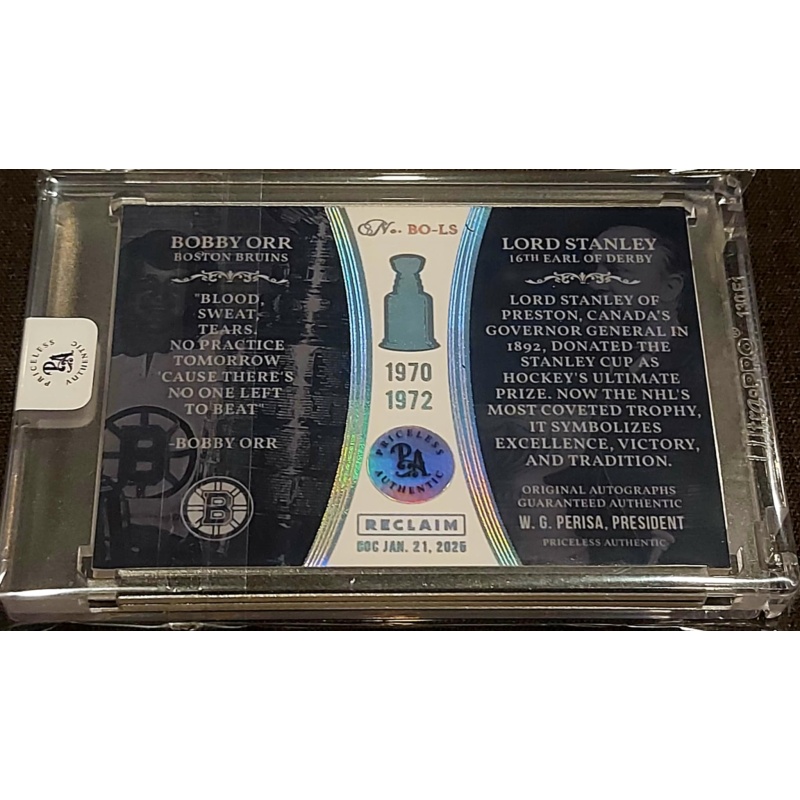 BOBBY ORR
BOSTON BRUINS
"BLOOD,
SWEAT,
TEARS.
NO PRACTICE
TOMORROW
'CAUSE THERE'S
NO ONE LEFT
TO BEAT"
-BOBBY ORR
B
B
PRICELESS
PA
AUTHENTIC
No. BO-LS
1970
1972
PRICELESS
PA
AUTHENTIC
RECLAIM
DOC JAN. 21, 2025
LORD STANLEY
16TH EARL OF DERBY
LORD STANLEY OF
PRESTON, CANADA'S
GOVERNOR GENERAL IN
1892, DONATED THE
STANLEY CUP AS
HOCKEY'S ULTIMATE
PRIZE. NOW THE NHL'S
MOST COVETED TROPHY,
IT SYMBOLIZES
EXCELLENCE, VICTORY,
AND TRADITION.
ORIGINAL AUTOGRAPHS
GUARANTEED AUTHENTIC
W. G. PERISA, PRESIDENT
PRICELESS AUTHENTIC
Ultra·PRO®